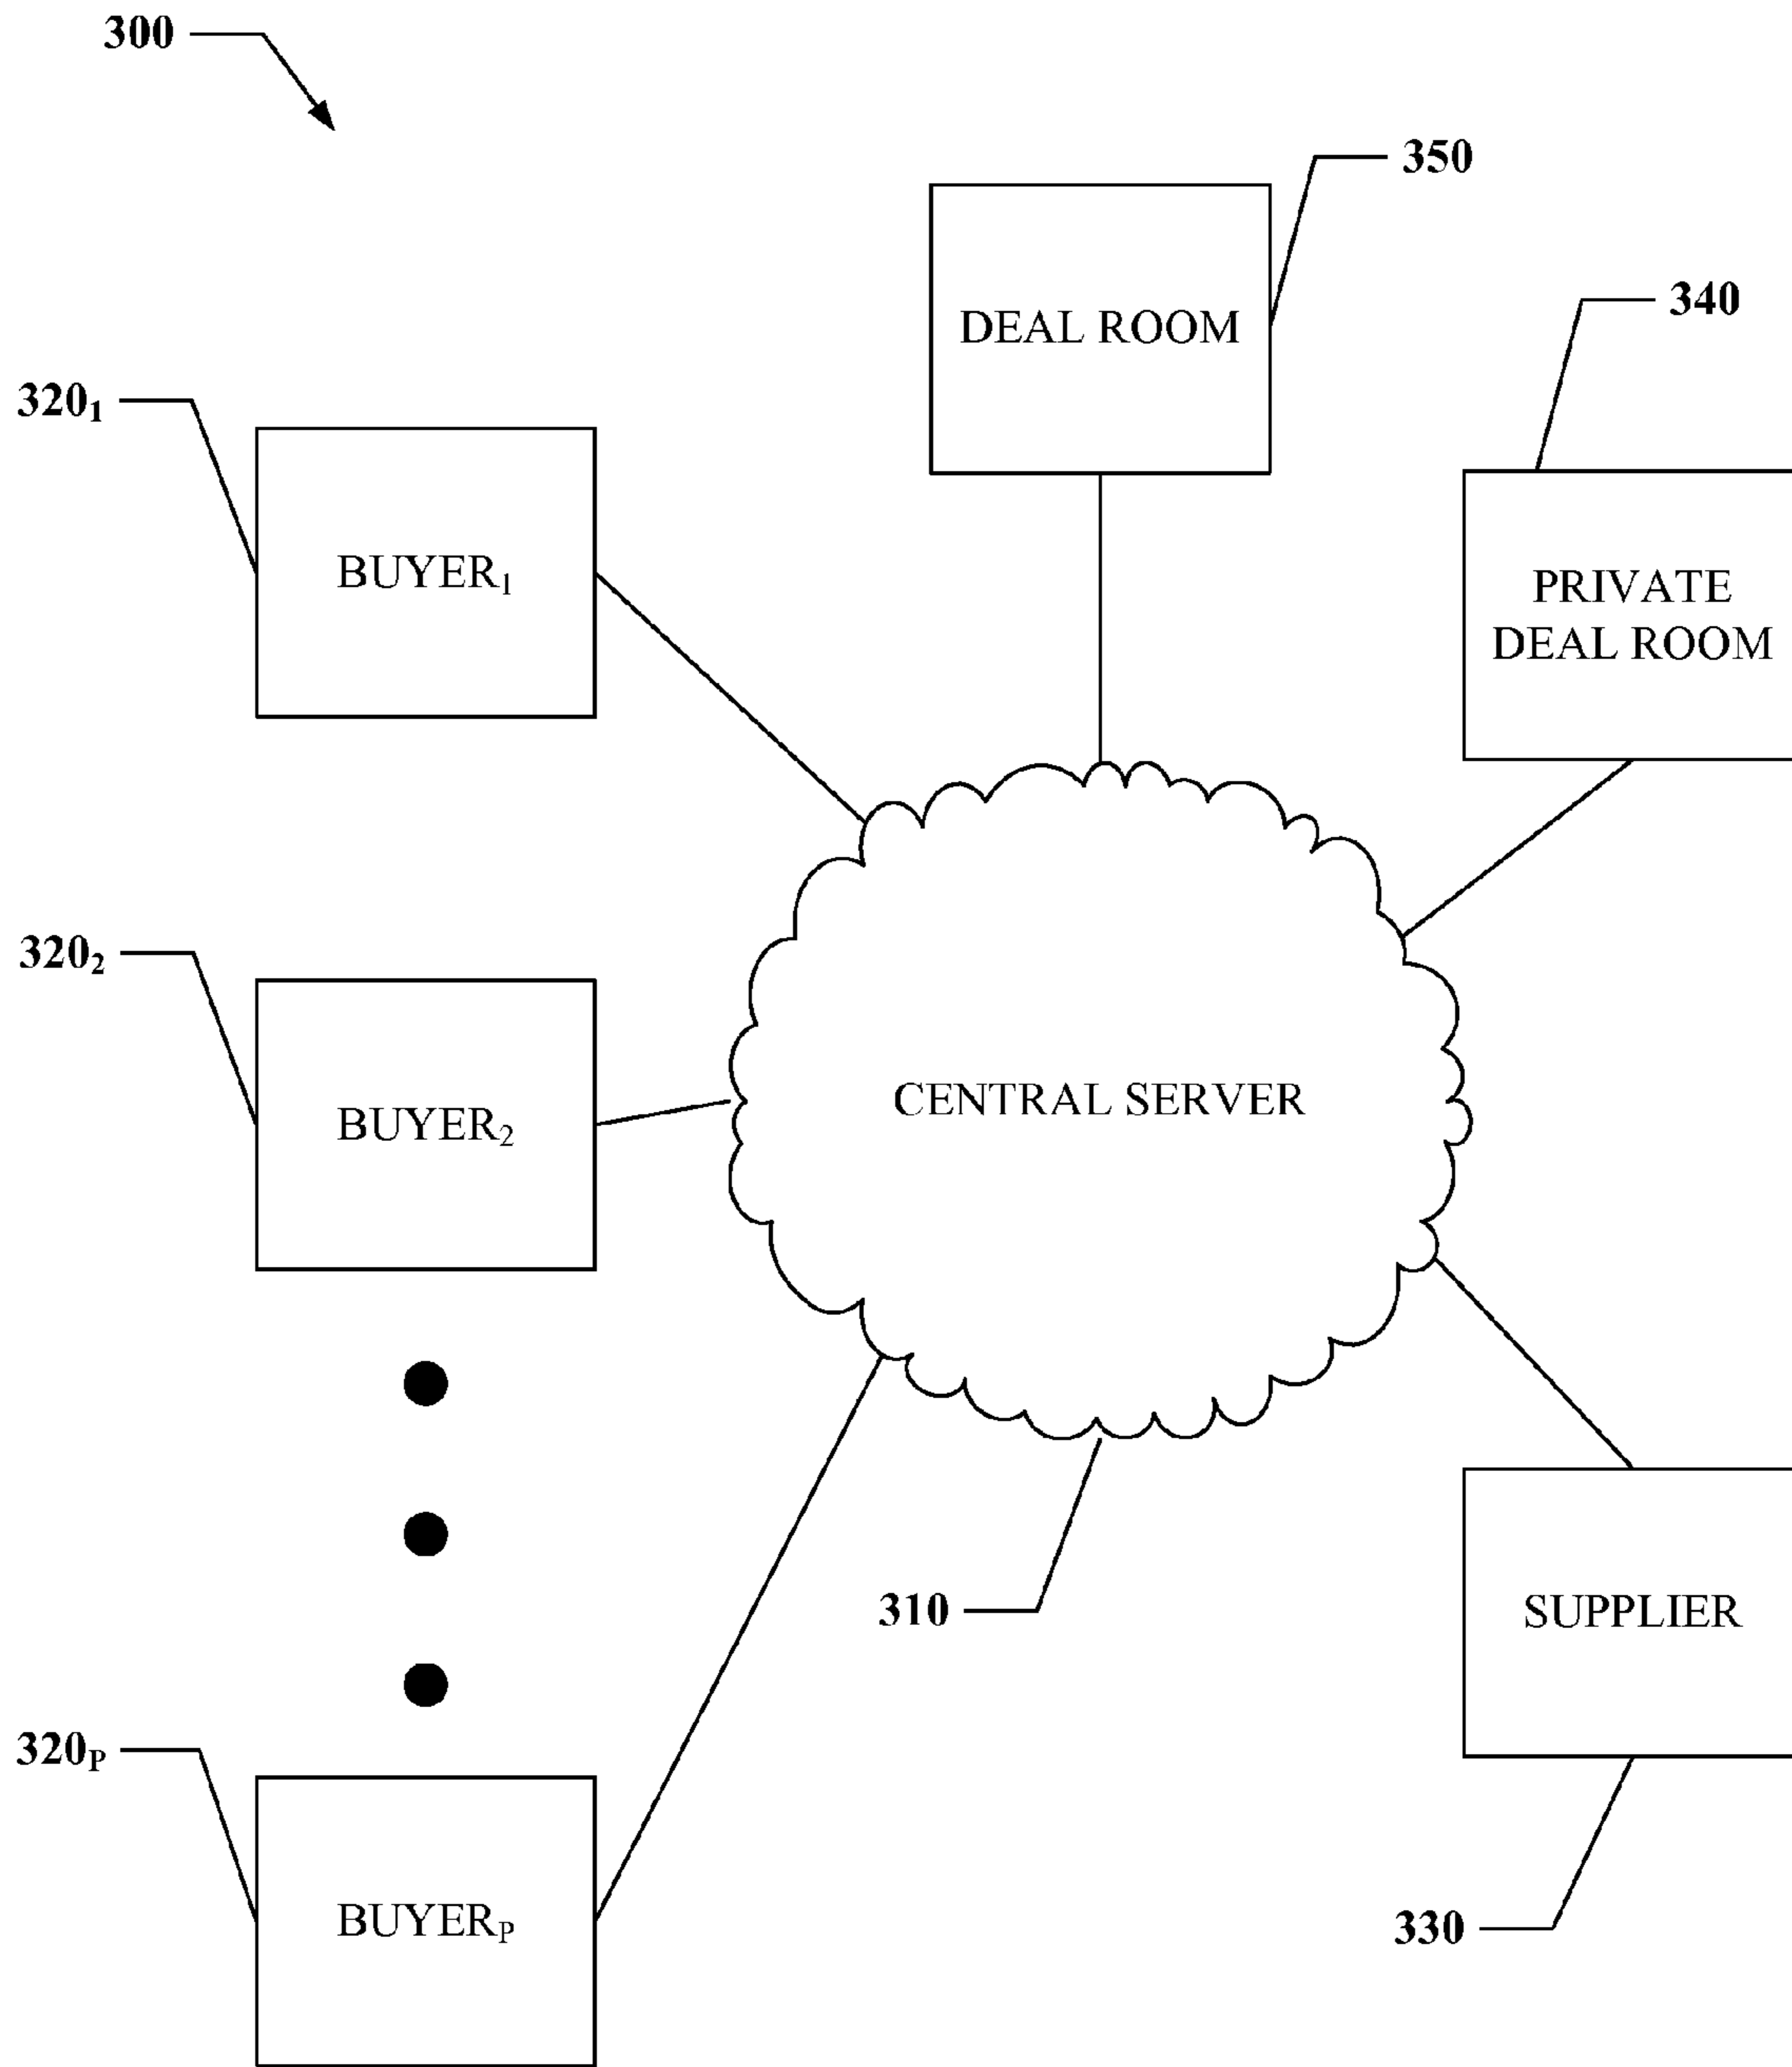 300
350
DEAL ROOM
340
320₁
BUYER₁
PRIVATE
DEAL ROOM
320₂
BUYER₂
CENTRAL SERVER
310
SUPPLIER
320ₚ
BUYERₚ
330